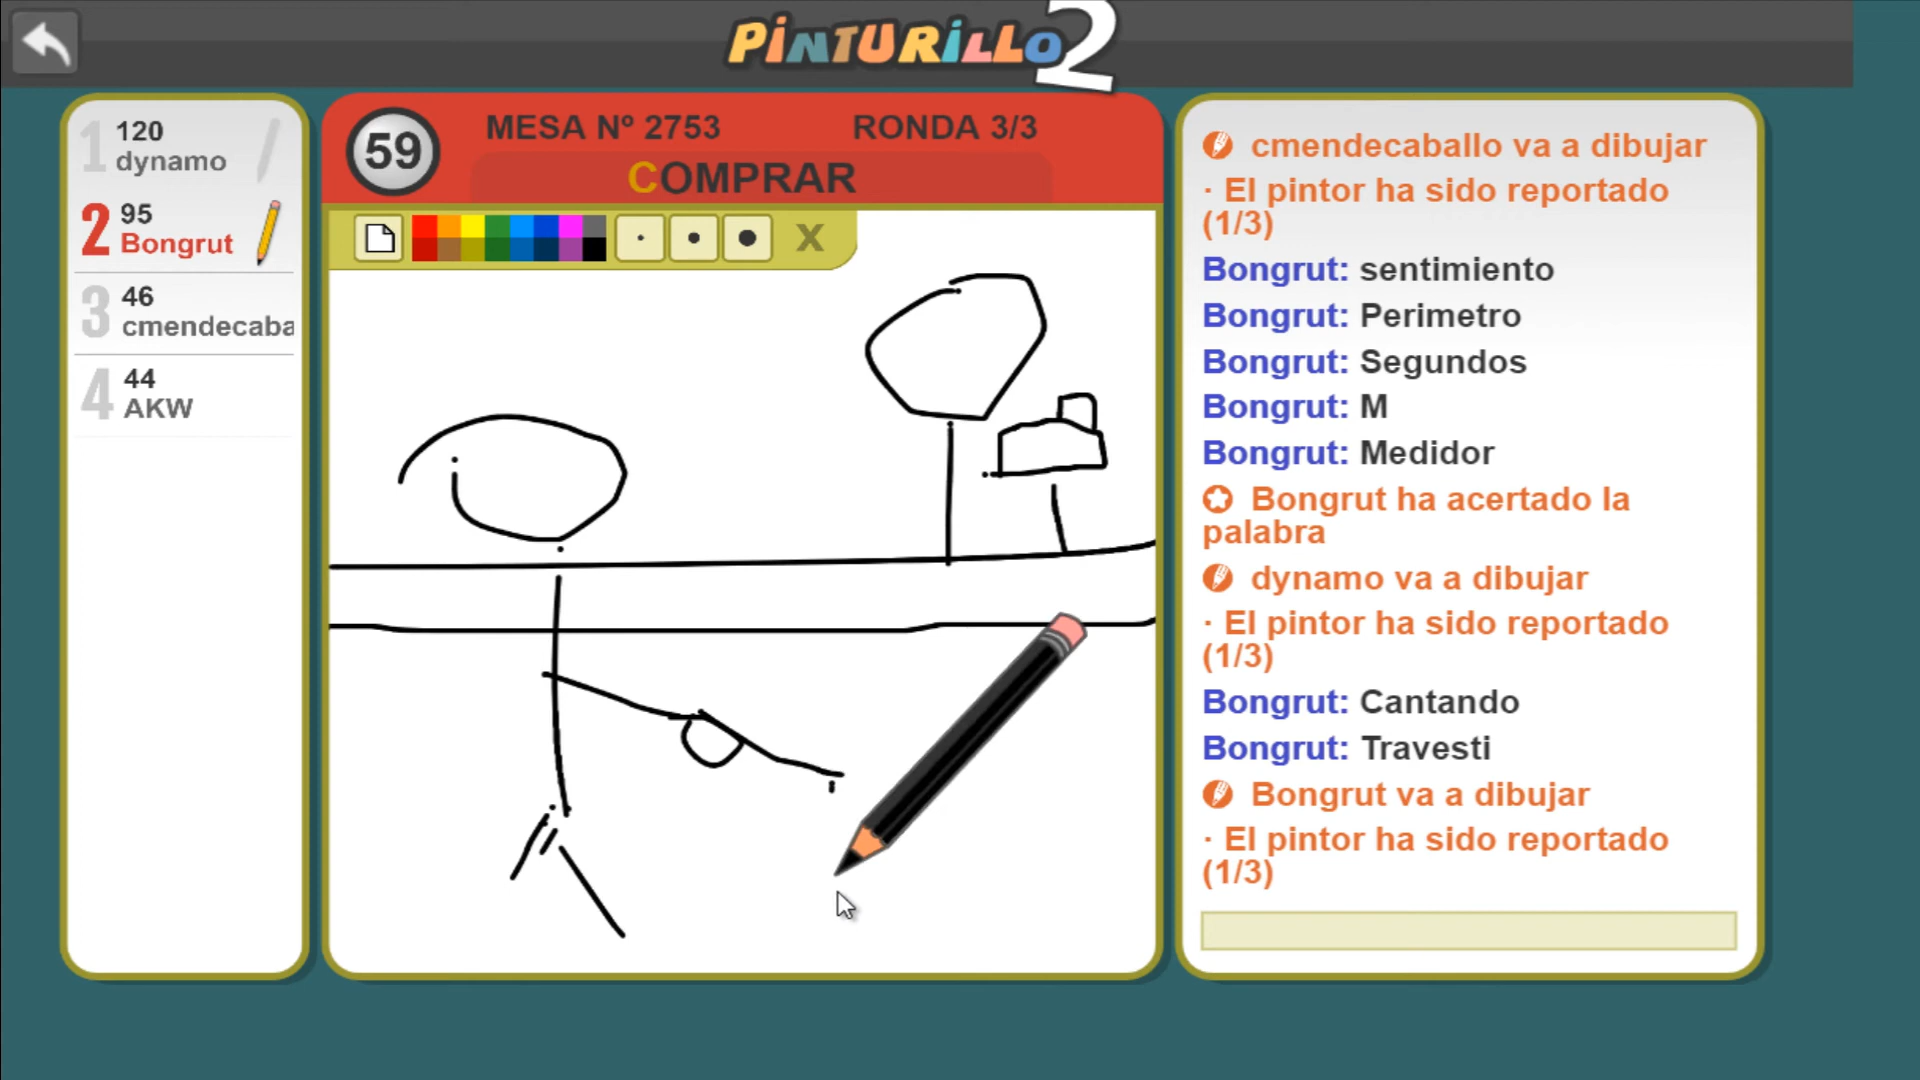 PINTURILLO 2
1 120
dynamo
2 95
Bongrut
3 46
cmendecaba
4 44
AKW
59
MESA Nº 2753
RONDA 3/3
COMPRAR
X
cmendecaballo va a dibujar
· El pintor ha sido reportado
(1/3)
Bongrut: sentimiento
Bongrut: Perimetro
Bongrut: Segundos
Bongrut: M
Bongrut: Medidor
Bongrut ha acertado la
palabra
dynamo va a dibujar
· El pintor ha sido reportado
(1/3)
Bongrut: Cantando
Bongrut: Travesti
Bongrut va a dibujar
· El pintor ha sido reportado
(1/3)